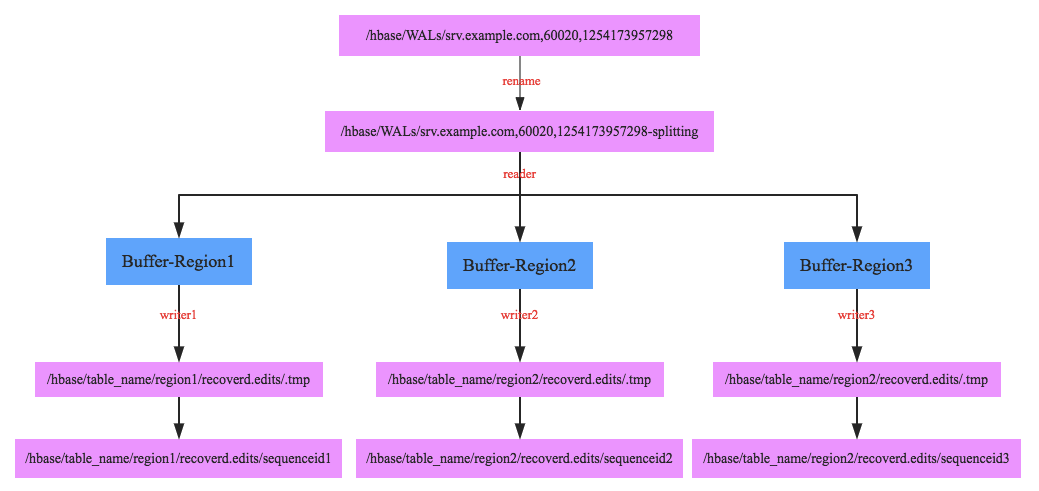 /hbase/WALs/srv.example.com,60020,1254173957298
rename
/hbase/WALs/srv.example.com,60020,1254173957298-splitting
reader
Buffer-Region1
Buffer-Region2
Buffer-Region3
writer1
writer2
writer3
/hbase/table_name/region1/recoverd.edits/.tmp
/hbase/table_name/region2/recoverd.edits/.tmp
/hbase/table_name/region2/recoverd.edits/.tmp
/hbase/table_name/region1/recoverd.edits/sequenceid1
/hbase/table_name/region2/recoverd.edits/sequenceid2
/hbase/table_name/region2/recoverd.edits/sequenceid3